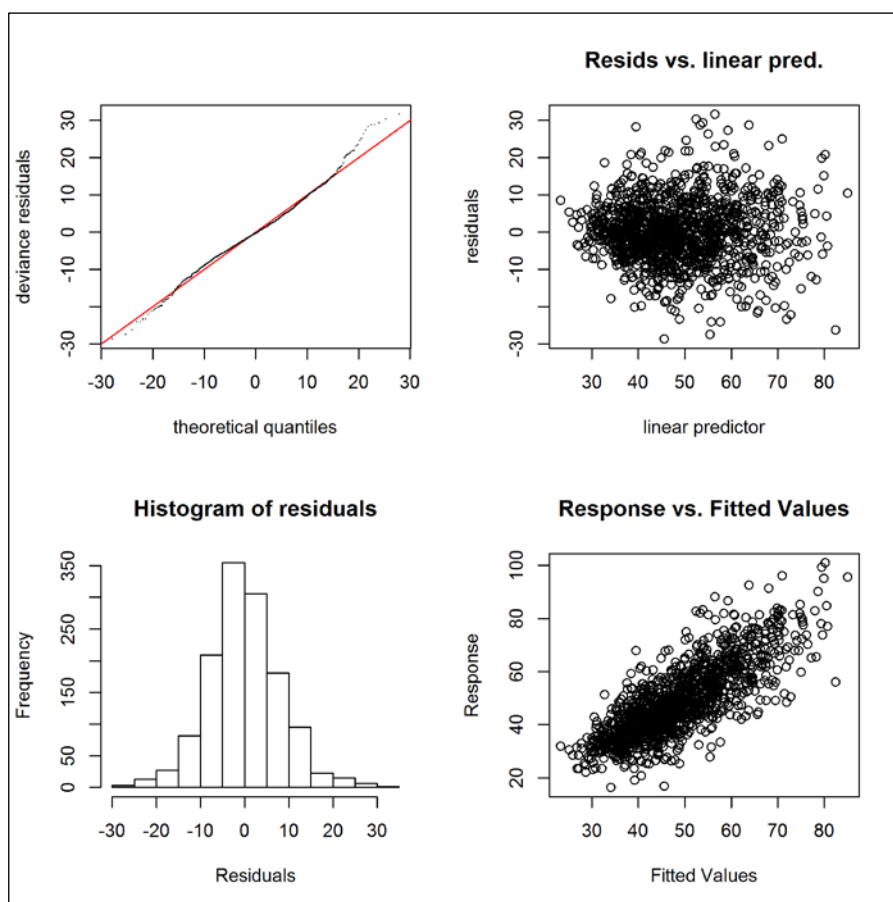 Resids vs. linear pred.
deviance residuals
30
10
0
-10
-30
-30 -20 -10 0 10 20 30
theoretical quantiles
residuals
30
10
0
-10
-30
30 40 50 60 70 80
linear predictor
Histogram of residuals
Frequency
350
250
150
50
0
-30 -20 -10 0 10 20 30
Residuals
Response vs. Fitted Values
Response
100
80
60
40
20
30 40 50 60 70 80
Fitted Values